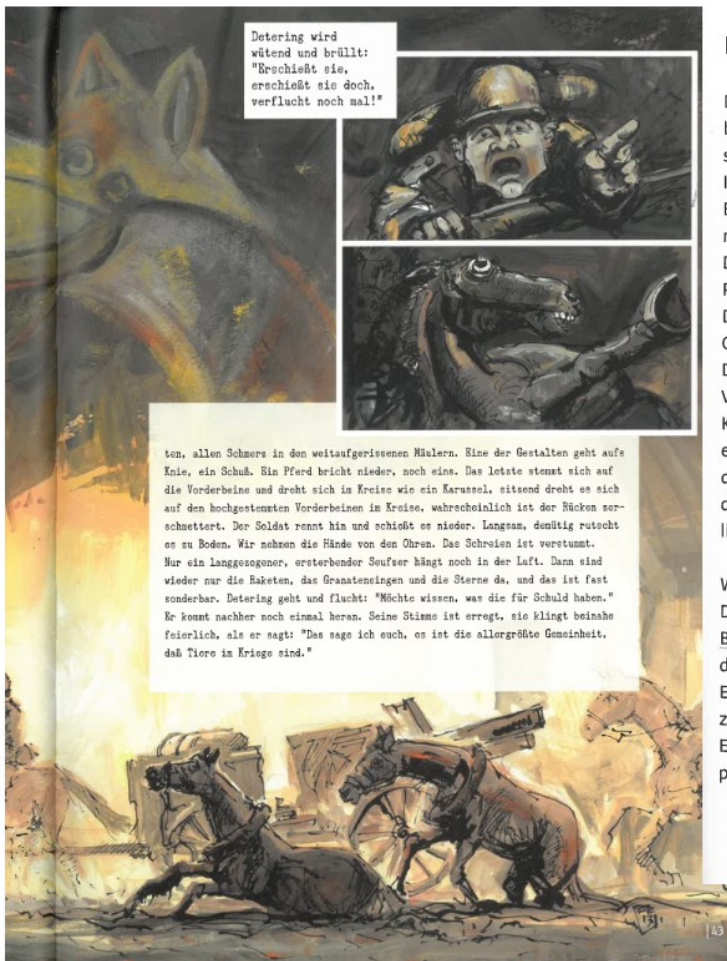 Detering wird
wütend und brüllt:
"Erschießt sie,
erschießt sie doch,
verflucht noch mal!"
ten, allen Schmerz in den weitaufgerissenen Mäulern. Eine der Gestalten geht aufs
Knie, ein Schuß. Ein Pferd bricht nieder, noch eins. Das letzte stemmt sich auf
die Vorderbeine und dreht sich im Kreise wie ein Karussel, sitzend dreht es sich
auf den hochgestemmten Vorderbeinen im Kreise, wahrscheinlich ist der Rücken zer-
schmettert. Der Soldat rennt hin und schießt es nieder. Langsam, demütig rutscht
es zu Boden. Wir nehmen die Hände von den Ohren. Das Schreien ist verstummt.
Nur ein langgezogener, ersterbender Seufzer hängt noch in der Luft. Dann sind
wieder nur die Raketen, das Granatensingen und die Sterne da, und das ist fast
sonderbar. Detering geht und flucht: "Möchte wissen, was die für Schuld haben."
Er kommt nachher noch einmal heran. Seine Stimme ist erregt, sie klingt beinahe
feierlich, als er sagt: "Das sage ich euch, es ist die allergrößte Gemeinheit,
daß Tiere im Kriege sind."
43